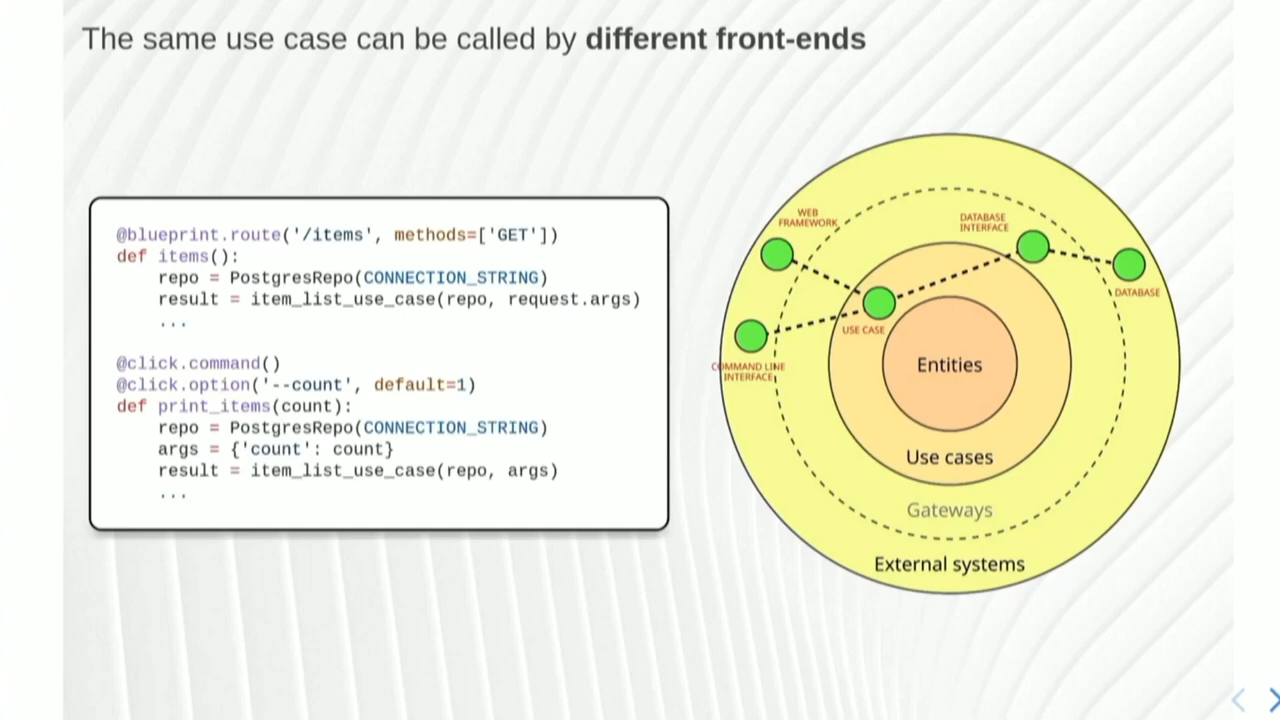 The same use case can be called by different front-ends
@blueprint.route('/items', methods=['GET'])
def items():
    repo = PostgresRepo(CONNECTION_STRING)
    result = item_list_use_case(repo, request.args)
    ...
@click.command()
@click.option('--count', default=1)
def print_items(count):
    repo = PostgresRepo(CONNECTION_STRING)
    args = {'count': count}
    result = item_list_use_case(repo, args)
    ...
WEB
FRAMEWORK
DATABASE
INTERFACE
DATABASE
USE CASE
COMMAND LINE
INTERFACE
Entities
Use cases
Gateways
External systems